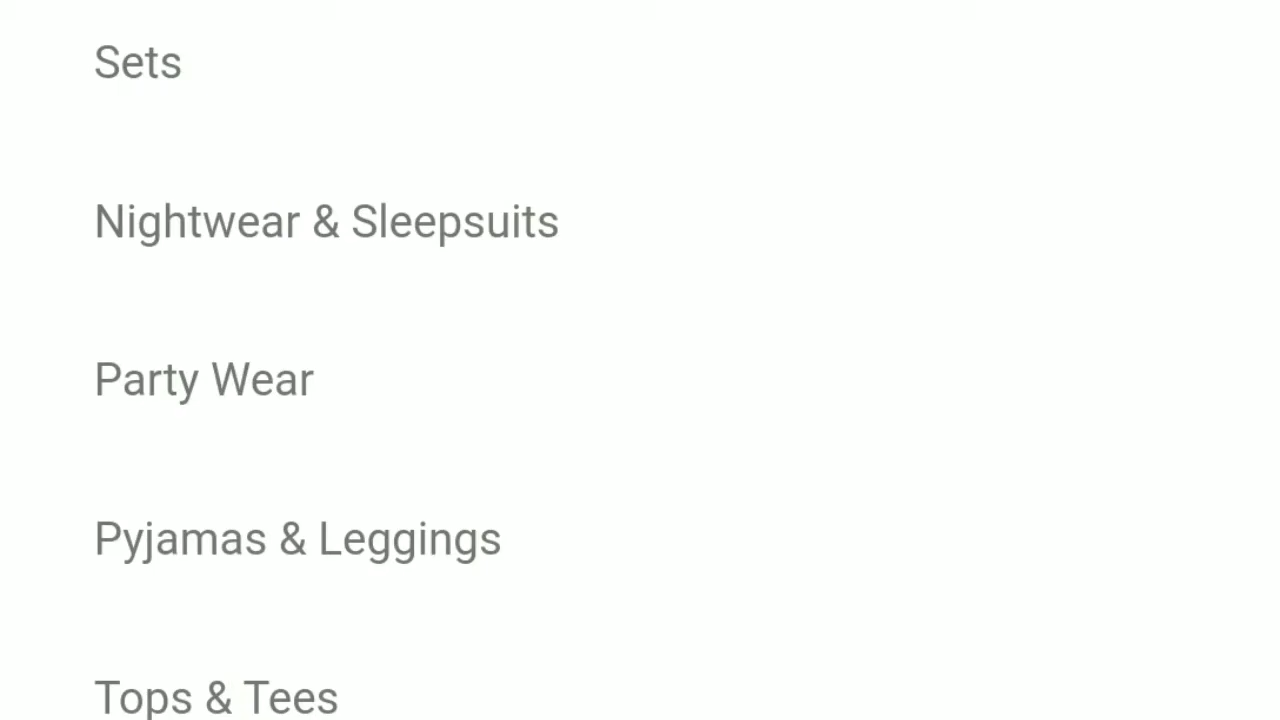 Sets
Nightwear & Sleepsuits
Party Wear
Pyjamas & Leggings
Tops & Tees